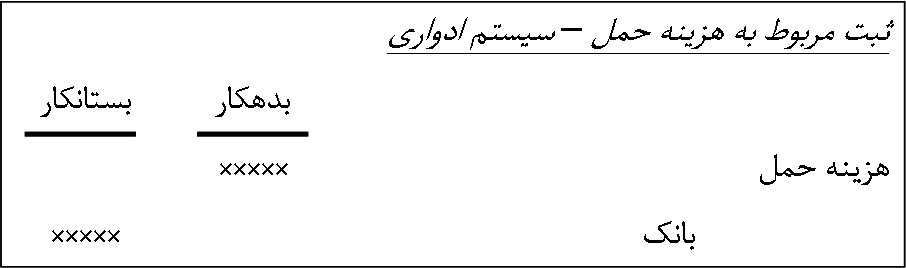 ثبت مربوط به هزینه حمل – سیستم ادواری
بدهکار بستانکار
هزینه حمل ×××××
بانک ×××××